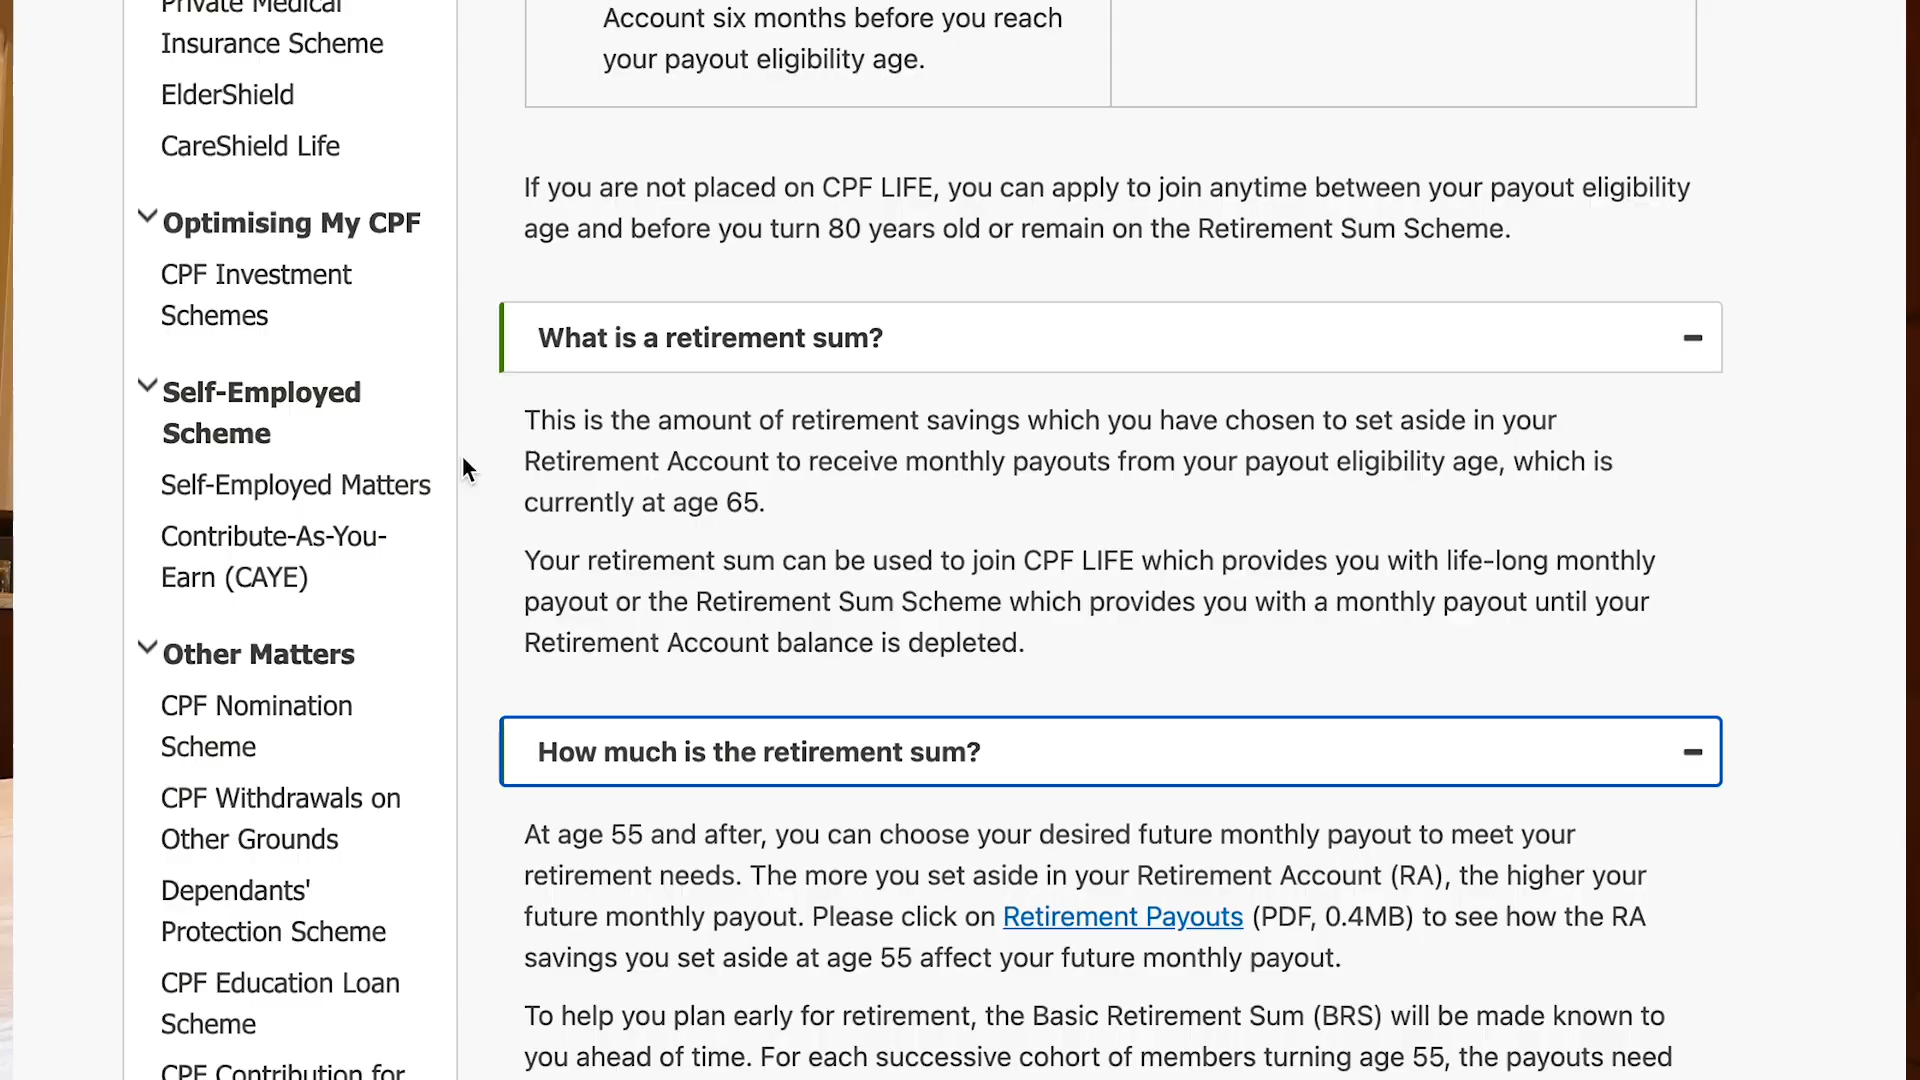 Private Medical
Insurance Scheme
ElderShield
CareShield Life
Optimising My CPF
CPF Investment
Schemes
Self-Employed
Scheme
Self-Employed Matters
Contribute-As-You-
Earn (CAYE)
Other Matters
CPF Nomination
Scheme
CPF Withdrawals on
Other Grounds
Dependants'
Protection Scheme
CPF Education Loan
Scheme
CPF Contribution for
Account six months before you reach
your payout eligibility age.
If you are not placed on CPF LIFE, you can apply to join anytime between your payout eligibility
age and before you turn 80 years old or remain on the Retirement Sum Scheme.
What is a retirement sum?
This is the amount of retirement savings which you have chosen to set aside in your
Retirement Account to receive monthly payouts from your payout eligibility age, which is
currently at age 65.
Your retirement sum can be used to join CPF LIFE which provides you with life-long monthly
payout or the Retirement Sum Scheme which provides you with a monthly payout until your
Retirement Account balance is depleted.
How much is the retirement sum?
At age 55 and after, you can choose your desired future monthly payout to meet your
retirement needs. The more you set aside in your Retirement Account (RA), the higher your
future monthly payout. Please click on Retirement Payouts (PDF, 0.4MB) to see how the RA
savings you set aside at age 55 affect your future monthly payout.
To help you plan early for retirement, the Basic Retirement Sum (BRS) will be made known to
you ahead of time. For each successive cohort of members turning age 55, the payouts need